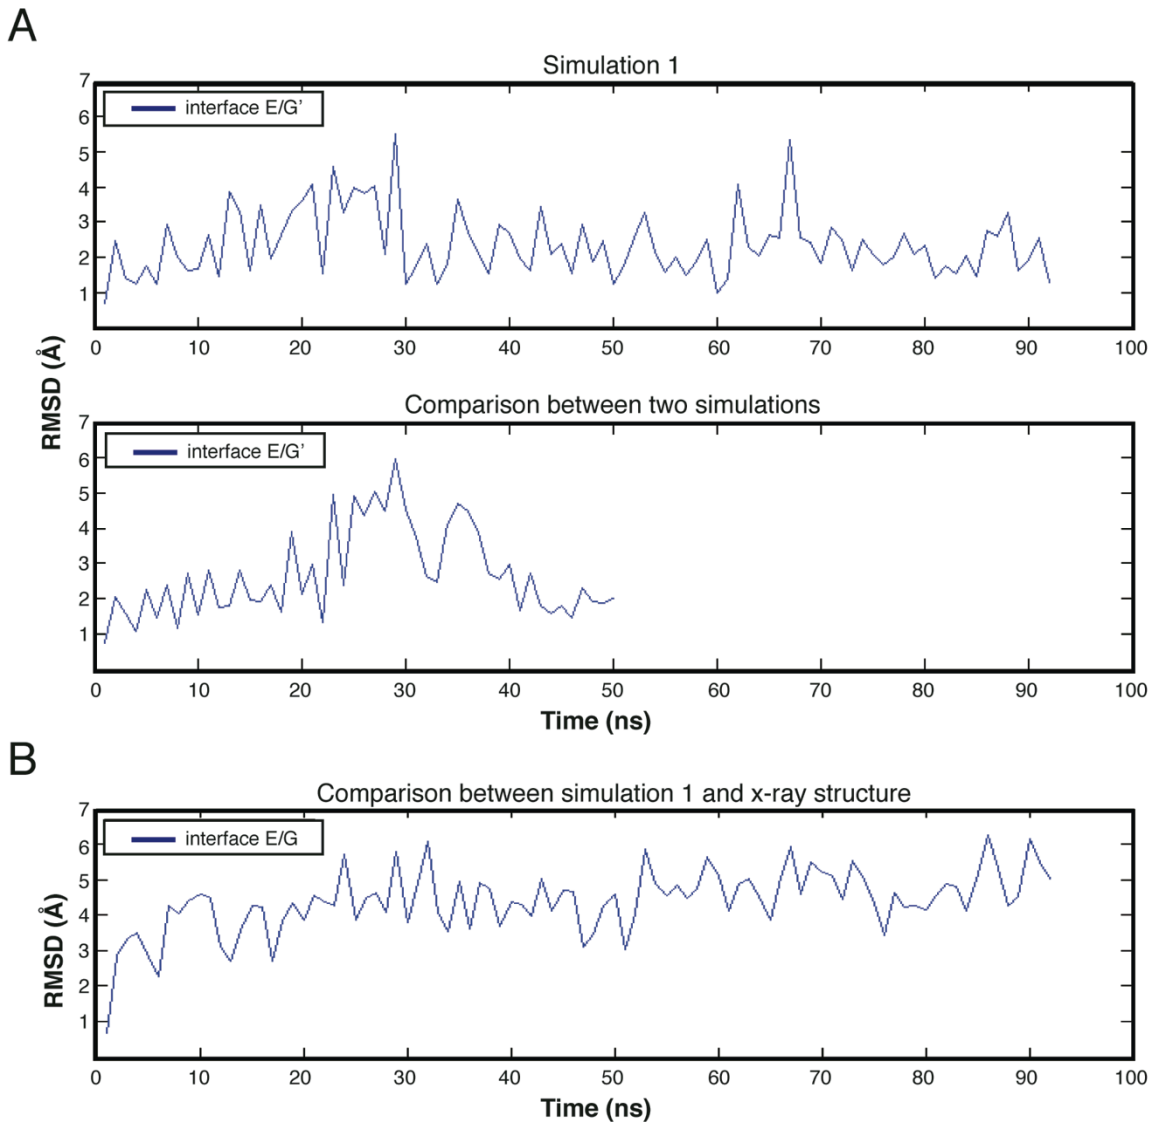 A
Simulation 1
7
interface E/G’
6
5
4
3
2
1
0 10 20 30 40 50 60 70 80 90 100
RMSD (Å)
Comparison between two simulations
7
interface E/G’
6
5
4
3
2
1
0 10 20 30 40 50 60 70 80 90 100
Time (ns)
B
Comparison between simulation 1 and x-ray structure
7
interface E/G
6
5
4
3
2
1
RMSD (Å)
0 10 20 30 40 50 60 70 80 90 100
Time (ns)